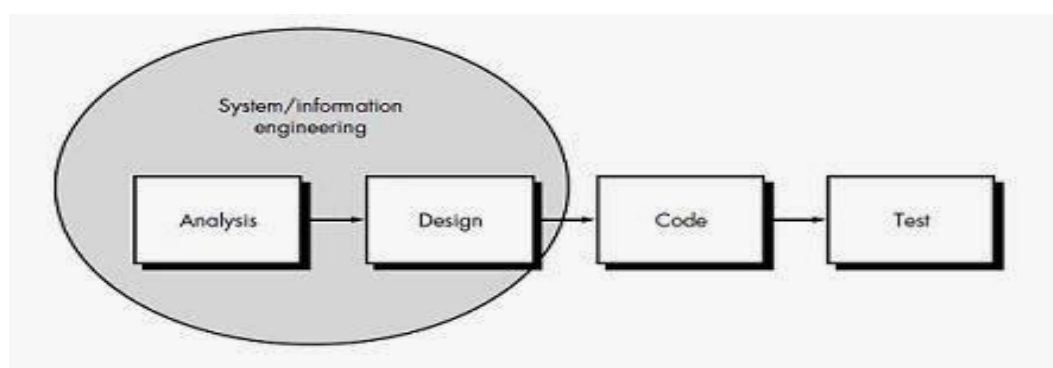 System/information
engineering
Analysis
Design
Code
Test